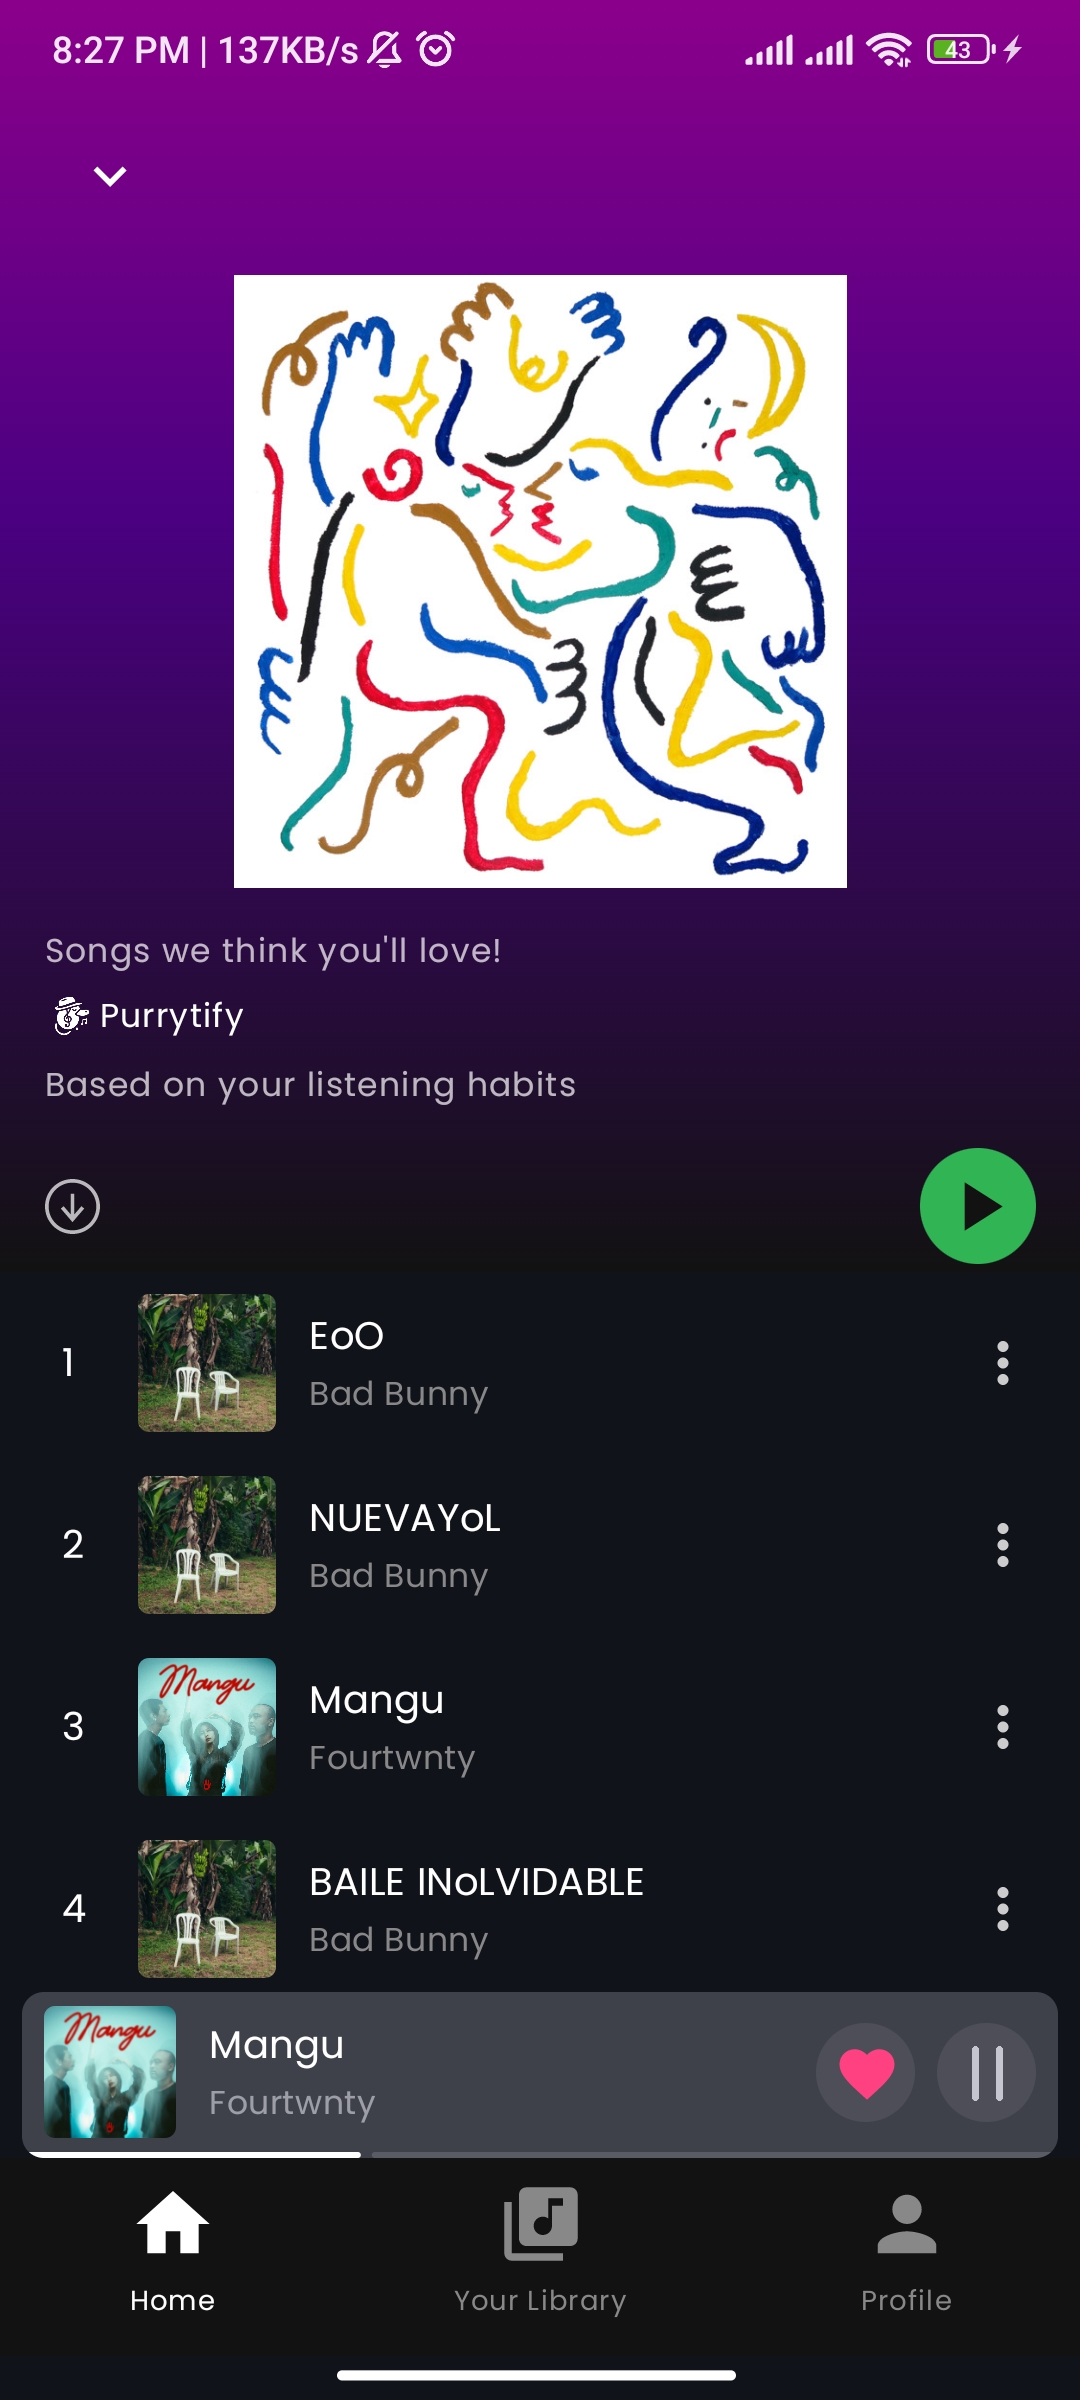 8:27 PM | 137KB/s
43
Songs we think you'll love!
Purrytify
Based on your listening habits
1
EoO
Bad Bunny
2
NUEVAYoL
Bad Bunny
Mangu
3
Mangu
Fourtwnty
4
BAILE INoLVIDABLE
Bad Bunny
Mangu
Mangu
Fourtwnty
Home
Your Library
Profile